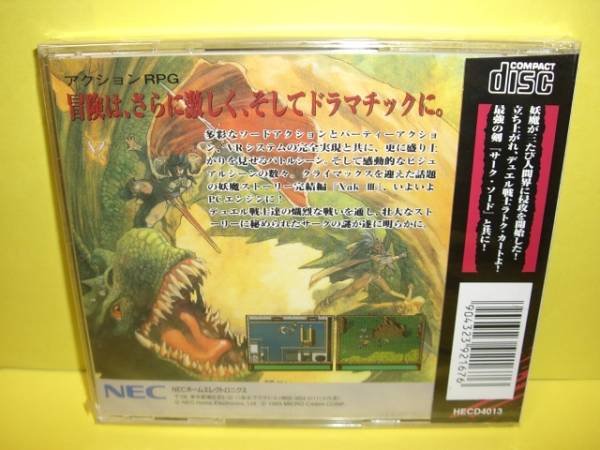 アクションRPG
冒険は、さらに激しく、そしてドラマチックに。
多彩なソードアクションとパーティーアクショ
ン、VRシステムの完全実現と共に、更に盛り上
がりを見せるバトルシーン。そして感動的なビジュ
アルシーンの数々。クライマックスを迎えた話題
の妖魔ストーリー完結編「Xak Ⅲ」、いよいよ
PCエンジンに!
デュエル戦士達の熾烈な戦いを通し、壮大なスト
ーリーに秘められたサークの謎が遂に明らかに。
COMPACT
disc
妖魔が…たび人間界に侵攻を開始した!
立ち上がれ、デュエル戦士ラトク・カートよ!
最強の剣「サーク・ソード」と共に!
904323 921676
HECD4013
NEC
NECホームエレクトロニクス